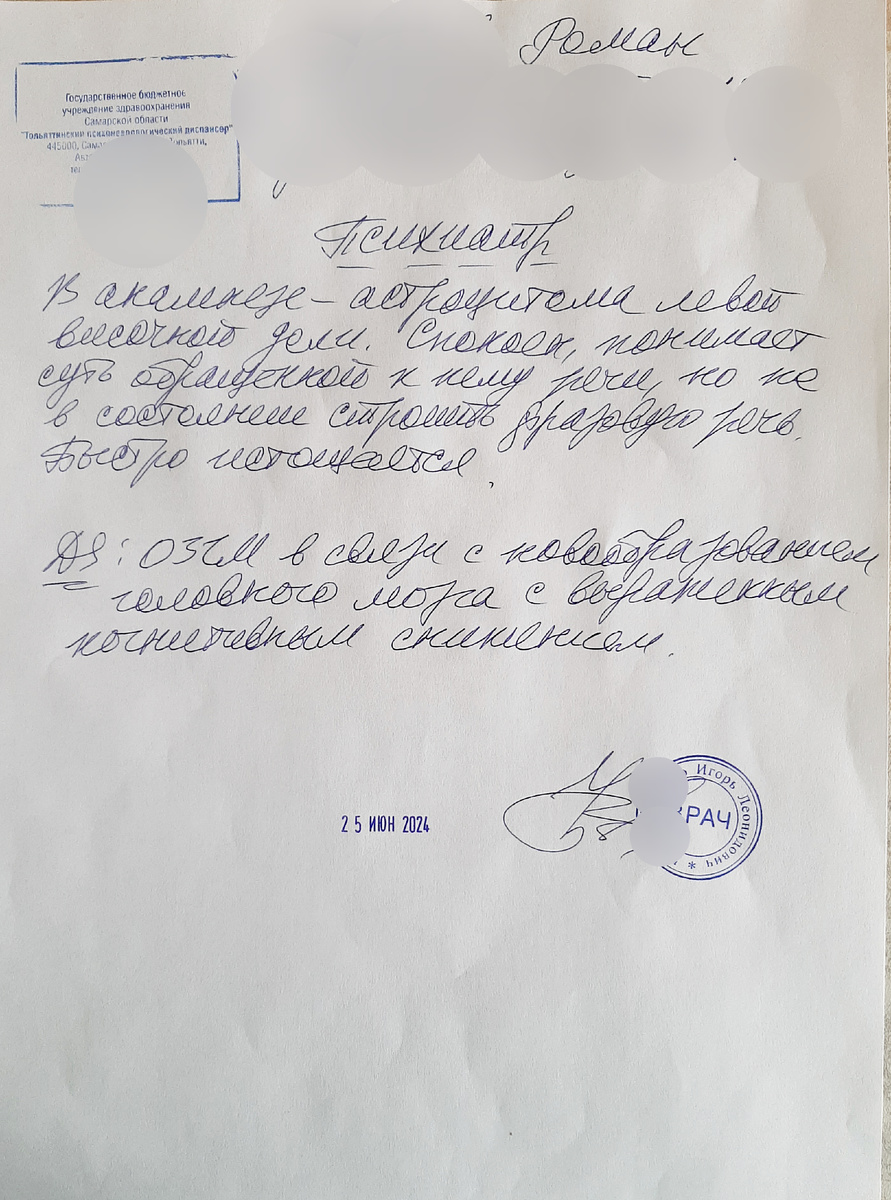 Роман
Государственное бюджетное
учреждение здравоохранения
Самарской области
"Тольяттинский психоневрологический диспансер"
445000, Сама
Психиатр
В анамнезе – астроцитома левой
височной доли. Спокоен, понимает
суть обращенной к нему речи, но не
в состоянии строить фразовую речь.
Быстро истощается.
DS: ОЗГМ в связи с новообразованием
головного мозга с выраженным
когнитивным снижением.
25 ИЮН 2024
Игорь Леонидович
РАЧ